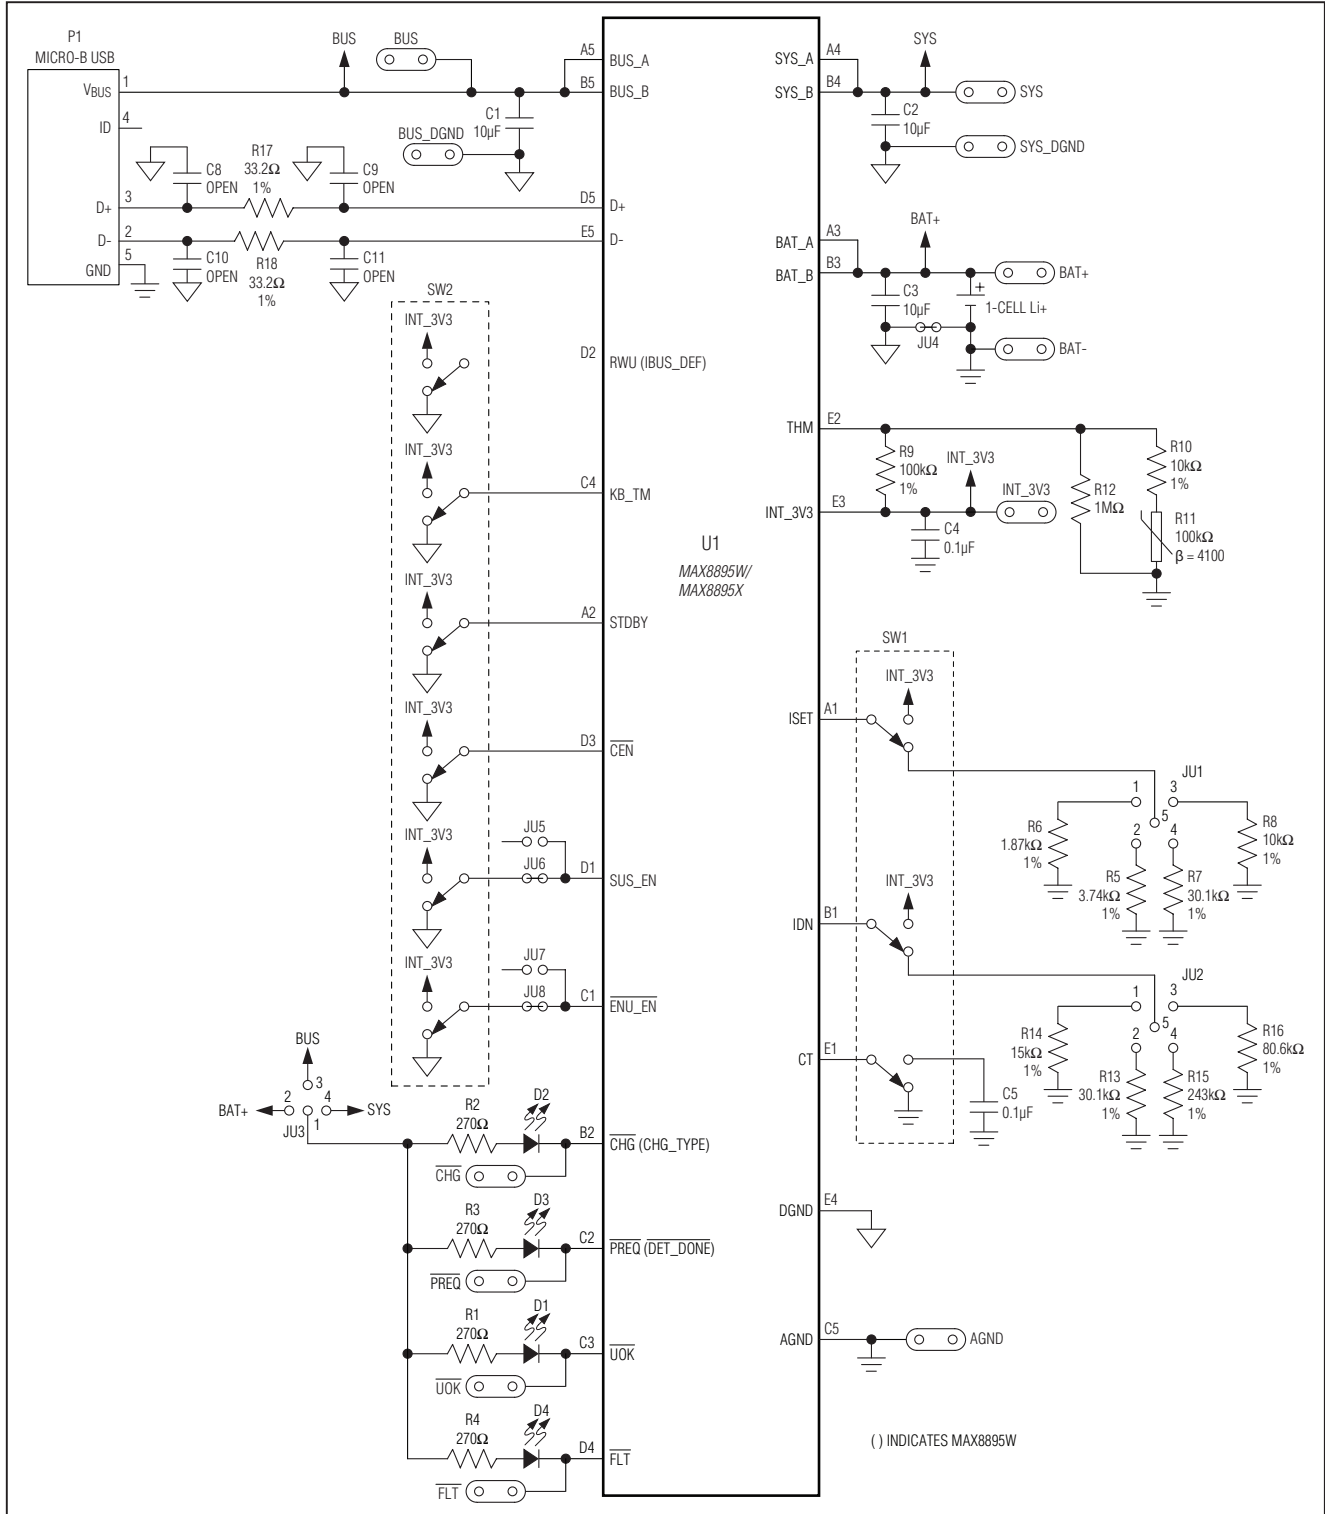 P1
MICRO-B USB
VBUS
1
ID
4
D+
3
D-
2
GND
5
BUS
BUS
C1
10µF
BUS_DGND
C8
OPEN
R17
33.2Ω
1%
C9
OPEN
C10
OPEN
R18
33.2Ω
1%
C11
OPEN
A5
BUS_A
B5
BUS_B
D5
D+
E5
D-
SW2
INT_3V3
D2
RWU (IBUS_DEF)
INT_3V3
C4
KB_TM
INT_3V3
A2
STDBY
INT_3V3
D3
CEN
INT_3V3
JU5
JU6
D1
SUS_EN
INT_3V3
JU7
JU8
C1
ENU_EN
BUS
3
2
4
BAT+
SYS
JU3
1
R2
270Ω
D2
B2
CHG (CHG_TYPE)
CHG
R3
270Ω
D3
C2
PREQ (DET_DONE)
PREQ
R1
270Ω
D1
C3
UOK
UOK
R4
270Ω
D4
D4
FLT
FLT
U1
MAX8895W/
MAX8895X
SYS_A
A4
SYS_B
B4
SYS
SYS
C2
10µF
SYS_DGND
BAT_A
A3
BAT_B
B3
BAT+
BAT+
C3
10µF
+
1-CELL Li+
JU4
BAT-
THM
E2
R9
100kΩ
1%
INT_3V3
INT_3V3
INT_3V3
E3
C4
0.1µF
R12
1MΩ
R10
10kΩ
1%
R11
100kΩ
β = 4100
SW1
INT_3V3
ISET
A1
JU1
1
3
5
2
4
R6
1.87kΩ
1%
R5
3.74kΩ
1%
R7
30.1kΩ
1%
R8
10kΩ
1%
INT_3V3
IDN
B1
JU2
1
3
5
2
4
R14
15kΩ
1%
R13
30.1kΩ
1%
R15
243kΩ
1%
R16
80.6kΩ
1%
CT
E1
C5
0.1µF
DGND
E4
AGND
C5
AGND
( ) INDICATES MAX8895W